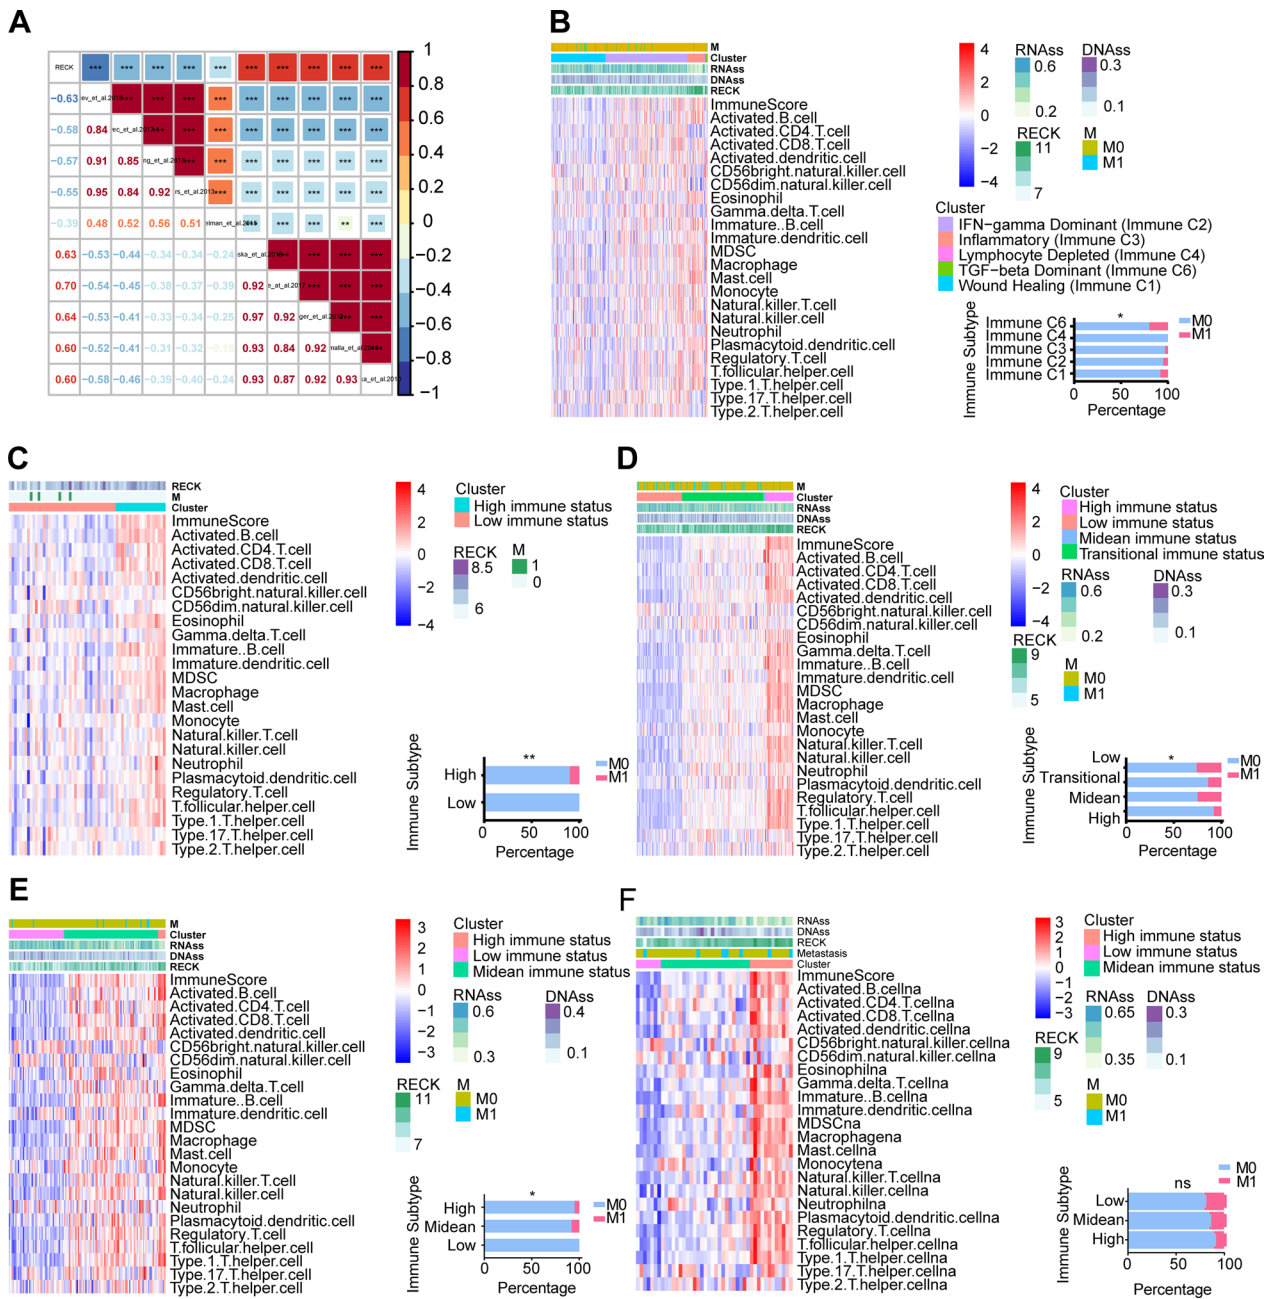 A
RECK
−0.63
−0.58 0.84
−0.57 0.91 0.85
−0.55 0.95 0.84 0.92
−0.39 0.48 0.52 0.56 0.51
0.63 −0.53 −0.44 −0.34 −0.34 −0.24
0.70 −0.54 −0.45 −0.38 −0.37 −0.39 0.92
0.64 −0.53 −0.41 −0.33 −0.34 −0.25 0.97 0.92
0.60 −0.52 −0.41 −0.31 −0.32 −0.15 0.93 0.84 0.92
0.60 −0.58 −0.46 −0.39 −0.40 −0.24 0.93 0.87 0.92 0.93
1
0.8
0.6
0.4
0.2
0
−0.2
−0.4
−0.6
−0.8
−1
B
M
Cluster
RNAss
DNAss
RECK
ImmuneScore
Activated.B.cell
Activated.CD4.T.cell
Activated.CD8.T.cell
Activated.dendritic.cell
CD56bright.natural.killer.cell
CD56dim.natural.killer.cell
Eosinophil
Gamma.delta.T.cell
Immature..B.cell
Immature.dendritic.cell
MDSC
Macrophage
Mast.cell
Monocyte
Natural.killer.T.cell
Natural.killer.cell
Neutrophil
Plasmacytoid.dendritic.cell
Regulatory.T.cell
T.follicular.helper.cell
Type.1.T.helper.cell
Type.17.T.helper.cell
Type.2.T.helper.cell
4
2
0
−2
−4
RNAss
0.6
0.2
DNAss
0.3
0.1
RECK
11
7
M
M0
M1
Cluster
IFN−gamma Dominant (Immune C2)
Inflammatory (Immune C3)
Lymphocyte Depleted (Immune C4)
TGF−beta Dominant (Immune C6)
Wound Healing (Immune C1)
Immune Subtype
Immune C6
Immune C4
Immune C3
Immune C2
Immune C1
*
M0
M1
0 50 100
Percentage
C
RECK
M
Cluster
ImmuneScore
Activated.B.cell
Activated.CD4.T.cell
Activated.CD8.T.cell
Activated.dendritic.cell
CD56bright.natural.killer.cell
CD56dim.natural.killer.cell
Eosinophil
Gamma.delta.T.cell
Immature..B.cell
Immature.dendritic.cell
MDSC
Macrophage
Mast.cell
Monocyte
Natural.killer.T.cell
Natural.killer.cell
Neutrophil
Plasmacytoid.dendritic.cell
Regulatory.T.cell
T.follicular.helper.cell
Type.1.T.helper.cell
Type.17.T.helper.cell
Type.2.T.helper.cell
4
2
0
−2
−4
Cluster
High immune status
Low immune status
RECK
8.5
6
M
1
0
Immune Subtype
High
Low
**
M0
M1
0 50 100
Percentage
D
M
Cluster
RNAss
DNAss
RECK
ImmuneScore
Activated.B.cell
Activated.CD4.T.cell
Activated.CD8.T.cell
Activated.dendritic.cell
CD56bright.natural.killer.cell
CD56dim.natural.killer.cell
Eosinophil
Gamma.delta.T.cell
Immature..B.cell
Immature.dendritic.cell
MDSC
Macrophage
Mast.cell
Monocyte
Natural.killer.T.cell
Natural.killer.cell
Neutrophil
Plasmacytoid.dendritic.cell
Regulatory.T.cell
T.follicular.helper.cell
Type.1.T.helper.cell
Type.17.T.helper.cell
Type.2.T.helper.cell
4
2
0
−2
−4
Cluster
High immune status
Low immune status
Midean immune status
Transitional immune status
RNAss
0.6
0.2
DNAss
0.3
0.1
RECK
9
5
M
M0
M1
Immune Subtype
Low
Transitional
Midean
High
*
M0
M1
0 50 100
Percentage
E
M
Cluster
RNAss
DNAss
RECK
ImmuneScore
Activated.B.cell
Activated.CD4.T.cell
Activated.CD8.T.cell
Activated.dendritic.cell
CD56bright.natural.killer.cell
CD56dim.natural.killer.cell
Eosinophil
Gamma.delta.T.cell
Immature..B.cell
Immature.dendritic.cell
MDSC
Macrophage
Mast.cell
Monocyte
Natural.killer.T.cell
Natural.killer.cell
Neutrophil
Plasmacytoid.dendritic.cell
Regulatory.T.cell
T.follicular.helper.cell
Type.1.T.helper.cell
Type.17.T.helper.cell
Type.2.T.helper.cell
3
2
1
0
−1
−2
−3
Cluster
High immune status
Low immune status
Midean immune status
RNAss
0.6
0.3
DNAss
0.4
0.1
RECK
11
7
M
M0
M1
Immune Subtype
High
Midean
Low
*
M0
M1
0 50 100
Percentage
F
RNAss
DNAss
RECK
Metastasis
Cluster
ImmuneScore
Activated.B.cellna
Activated.CD4.T.cellna
Activated.CD8.T.cellna
Activated.dendritic.cellna
CD56bright.natural.killer.cellna
CD56dim.natural.killer.cellna
Eosinophilna
Gamma.delta.T.cellna
Immature..B.cellna
Immature.dendritic.cellna
MDSCna
Macrophagena
Mast.cellna
Monocytena
Natural.killer.T.cellna
Natural.killer.cellna
Neutrophilna
Plasmacytoid.dendritic.cellna
Regulatory.T.cellna
T.follicular.helper.cellna
Type.1.T.helper.cellna
Type.17.T.helper.cellna
Type.2.T.helper.cellna
3
2
1
0
−1
−2
−3
Cluster
High immune status
Low immune status
Midean immune status
RNAss
0.65
0.35
DNAss
0.3
0.1
RECK
9
5
M
M0
M1
Immune Subtype
Low
Midean
High
ns
M0
M1
0 50 100
Percentage